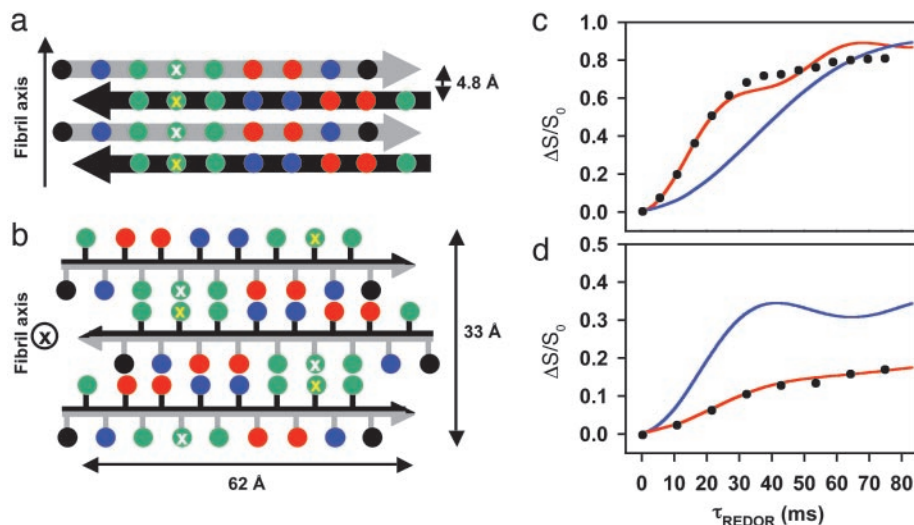 a
Fibril axis
x
x
x
x
4.8 Å
b
Fibril axis
x
x
x
x
x
x
x
33 Å
62 Å
c
ΔS/S0
1.0
0.8
0.6
0.4
0.2
0.0
d
ΔS/S0
0.5
0.4
0.3
0.2
0.1
0.0
0 10 20 30 40 50 60 70 80
τREDOR (ms)